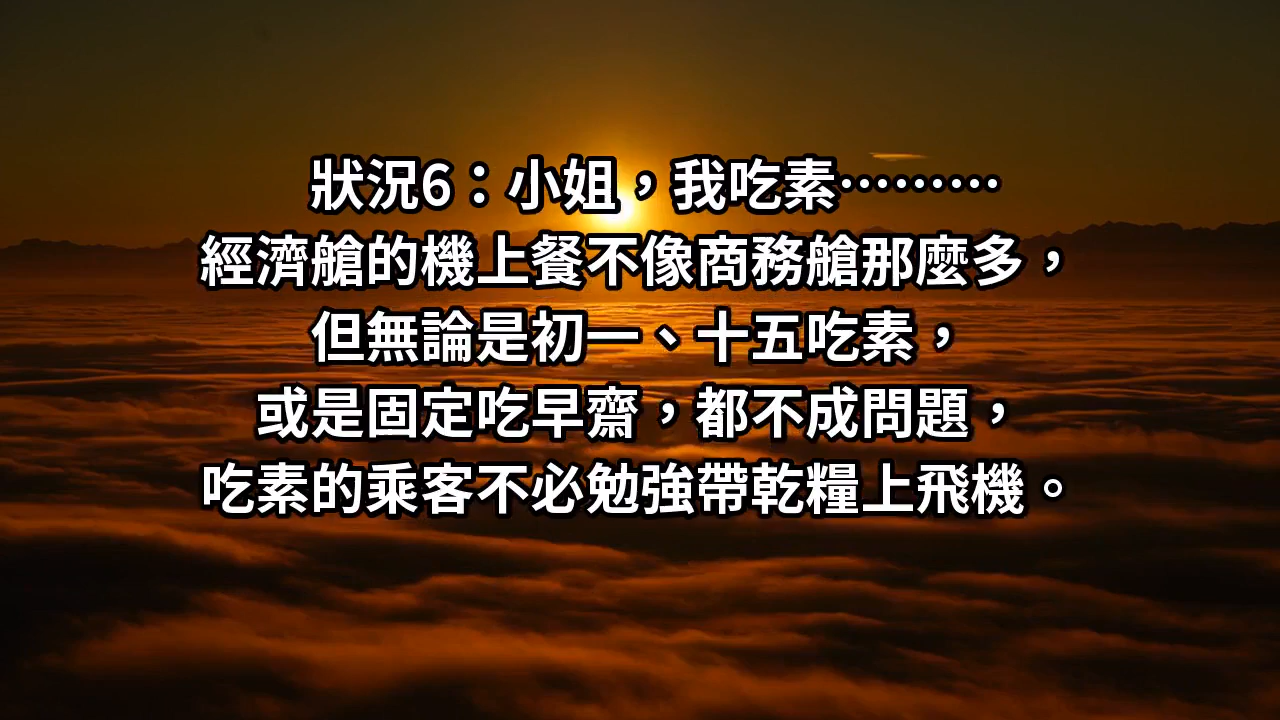 狀況6：小姐，我吃素………
經濟艙的機上餐不像商務艙那麼多，
但無論是初一、十五吃素，
或是固定吃早齋，都不成問題，
吃素的乘客不必勉強帶乾糧上飛機。